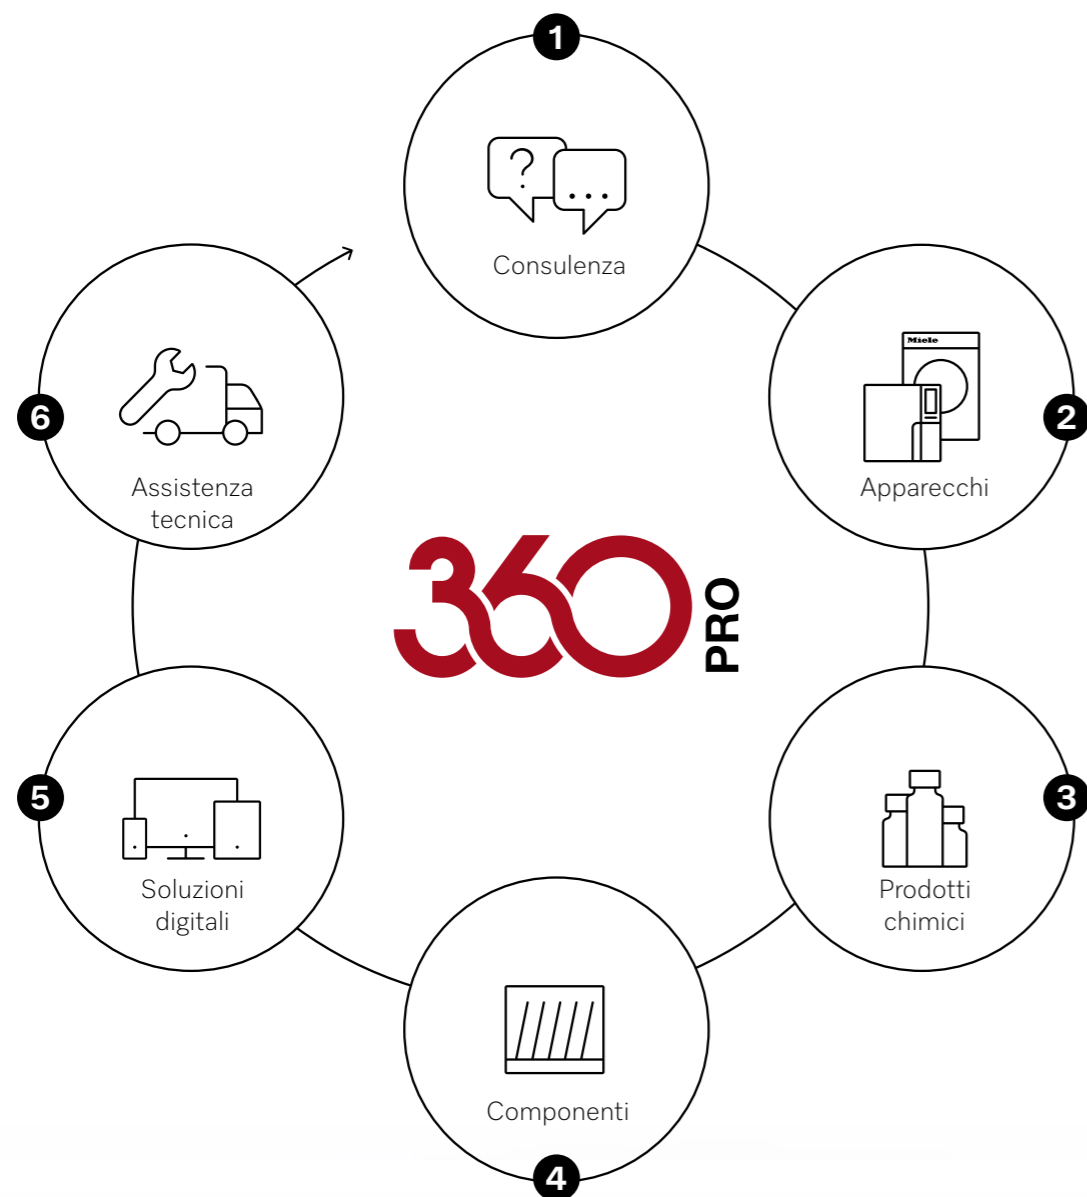 1
Consulenza
Miele
2
Apparecchi
3
Prodotti
chimici
4
Componenti
5
Soluzioni
digitali
6
Assistenza
tecnica
360 PRO